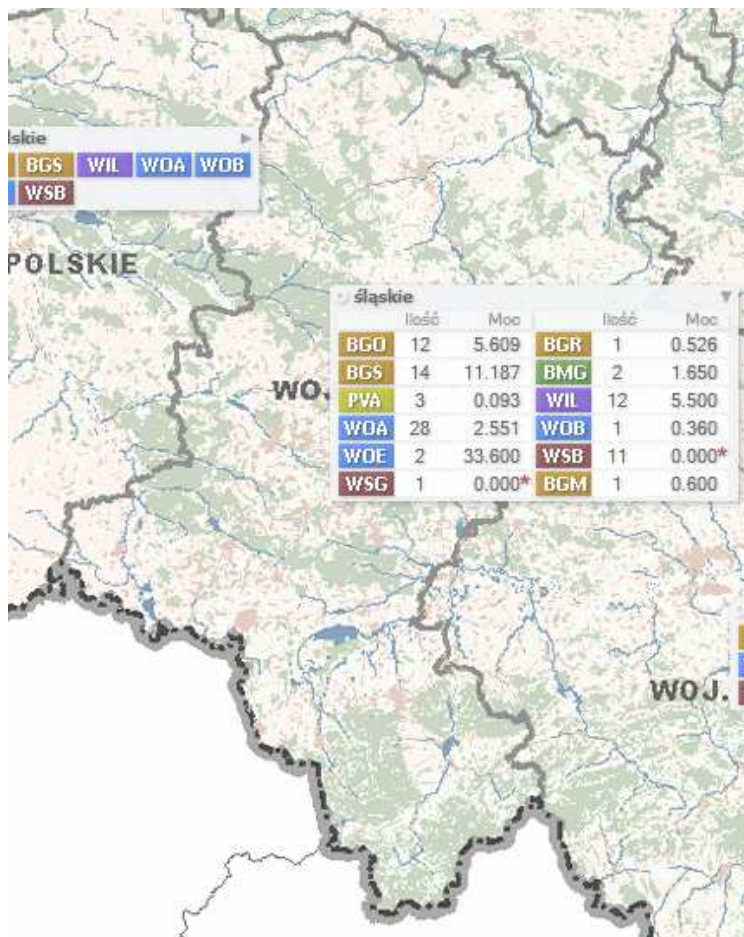 lskie
BGS WIL WOA WOB
WSB
POLSKIE
śląskie
Ilość Moc Ilość Moc
BGO 12 5.609 BGR 1 0.526
BGS 14 11.187 BMG 2 1.650
PVA 3 0.093 WIL 12 5.500
WOA 28 2.551 WOB 1 0.360
WOE 2 33.600 WSB 11 0.000*
WSG 1 0.000* BGM 1 0.600
WOJ.
WOJ.